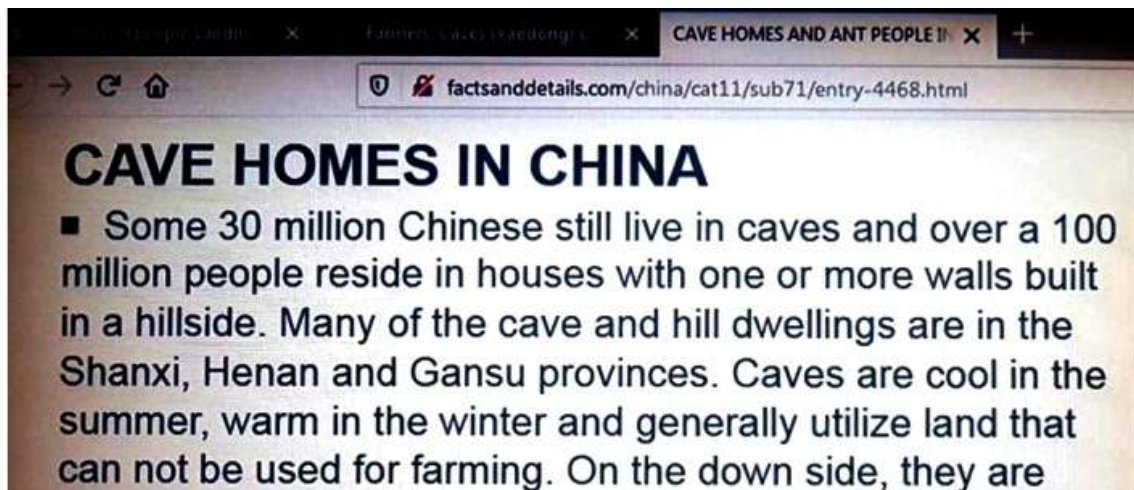 CAVE HOMES AND ANT PEOPLE IN
factsanddetails.com/china/cat11/sub71/entry-4468.html
CAVE HOMES IN CHINA
■ Some 30 million Chinese still live in caves and over a 100
million people reside in houses with one or more walls built
in a hillside. Many of the cave and hill dwellings are in the
Shanxi, Henan and Gansu provinces. Caves are cool in the
summer, warm in the winter and generally utilize land that
can not be used for farming. On the down side, they are